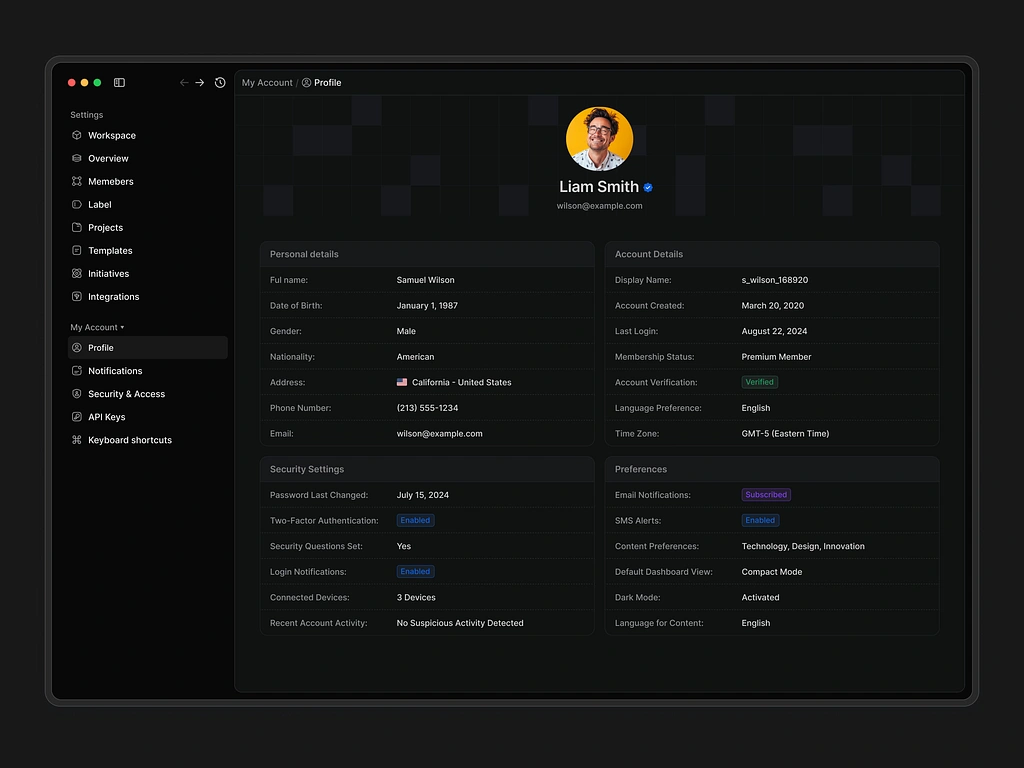 My Account / Profile
Settings
Workspace
Overview
Memebers
Label
Projects
Templates
Initiatives
Integrations
My Account
Profile
Notifications
Security & Access
API Keys
Keyboard shortcuts
Liam Smith
wilson@example.com
Personal details
Ful name: Samuel Wilson
Date of Birth: January 1, 1987
Gender: Male
Nationality: American
Address: California - United States
Phone Number: (213) 555-1234
Email: wilson@example.com
Account Details
Display Name: s_wilson_168920
Account Created: March 20, 2020
Last Login: August 22, 2024
Membership Status: Premium Member
Account Verification: Verified
Language Preference: English
Time Zone: GMT-5 (Eastern Time)
Security Settings
Password Last Changed: July 15, 2024
Two-Factor Authentication: Enabled
Security Questions Set: Yes
Login Notifications: Enabled
Connected Devices: 3 Devices
Recent Account Activity: No Suspicious Activity Detected
Preferences
Email Notifications: Subscribed
SMS Alerts: Enabled
Content Preferences: Technology, Design, Innovation
Default Dashboard View: Compact Mode
Dark Mode: Activated
Language for Content: English